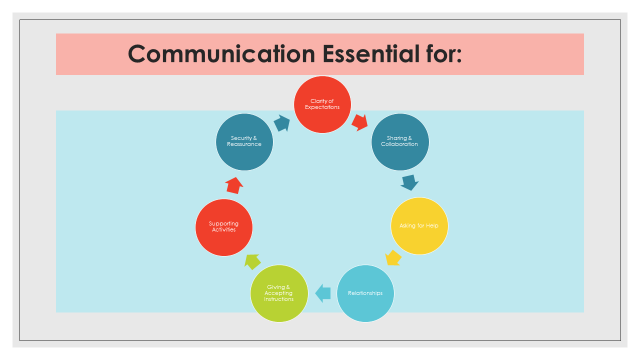 Communication Essential for:
Clarity of
Expectations
Sharing &
Collaboration
Asking for Help
Relationships
Giving &
Accepting
Instructions
Supporting
Activities
Security &
Reassurance